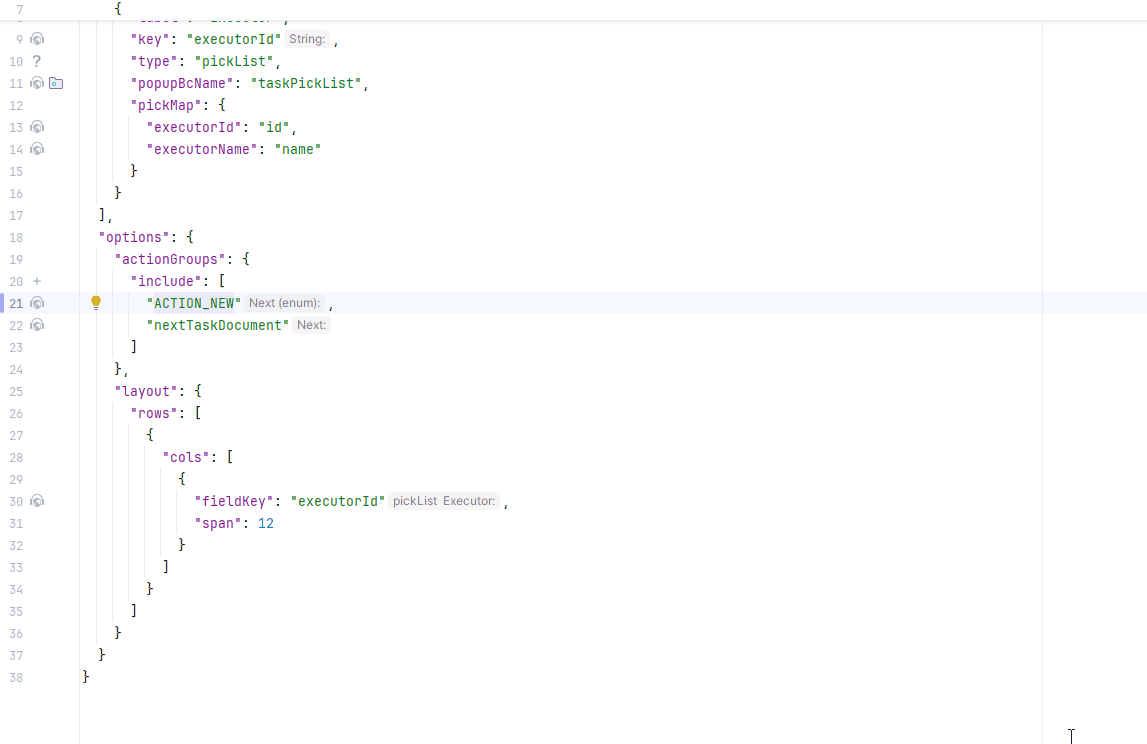 7 {
9 "key": "executorId" String: ,
10 ? "type": "pickList",
11 "popupBcName": "taskPickList",
12 "pickMap": {
13 "executorId": "id",
14 "executorName": "name"
15 }
16 }
17 ],
18 "options": {
19 "actionGroups": {
20 + "include": [
21 "ACTION_NEW" Next (enum): ,
22 "nextTaskDocument" Next:
23 ]
24 },
25 "layout": {
26 "rows": [
27 {
28 "cols": [
29 {
30 "fieldKey": "executorId" pickList Executor: ,
31 "span": 12
32 }
33 ]
34 }
35 ]
36 }
37 }
38 }